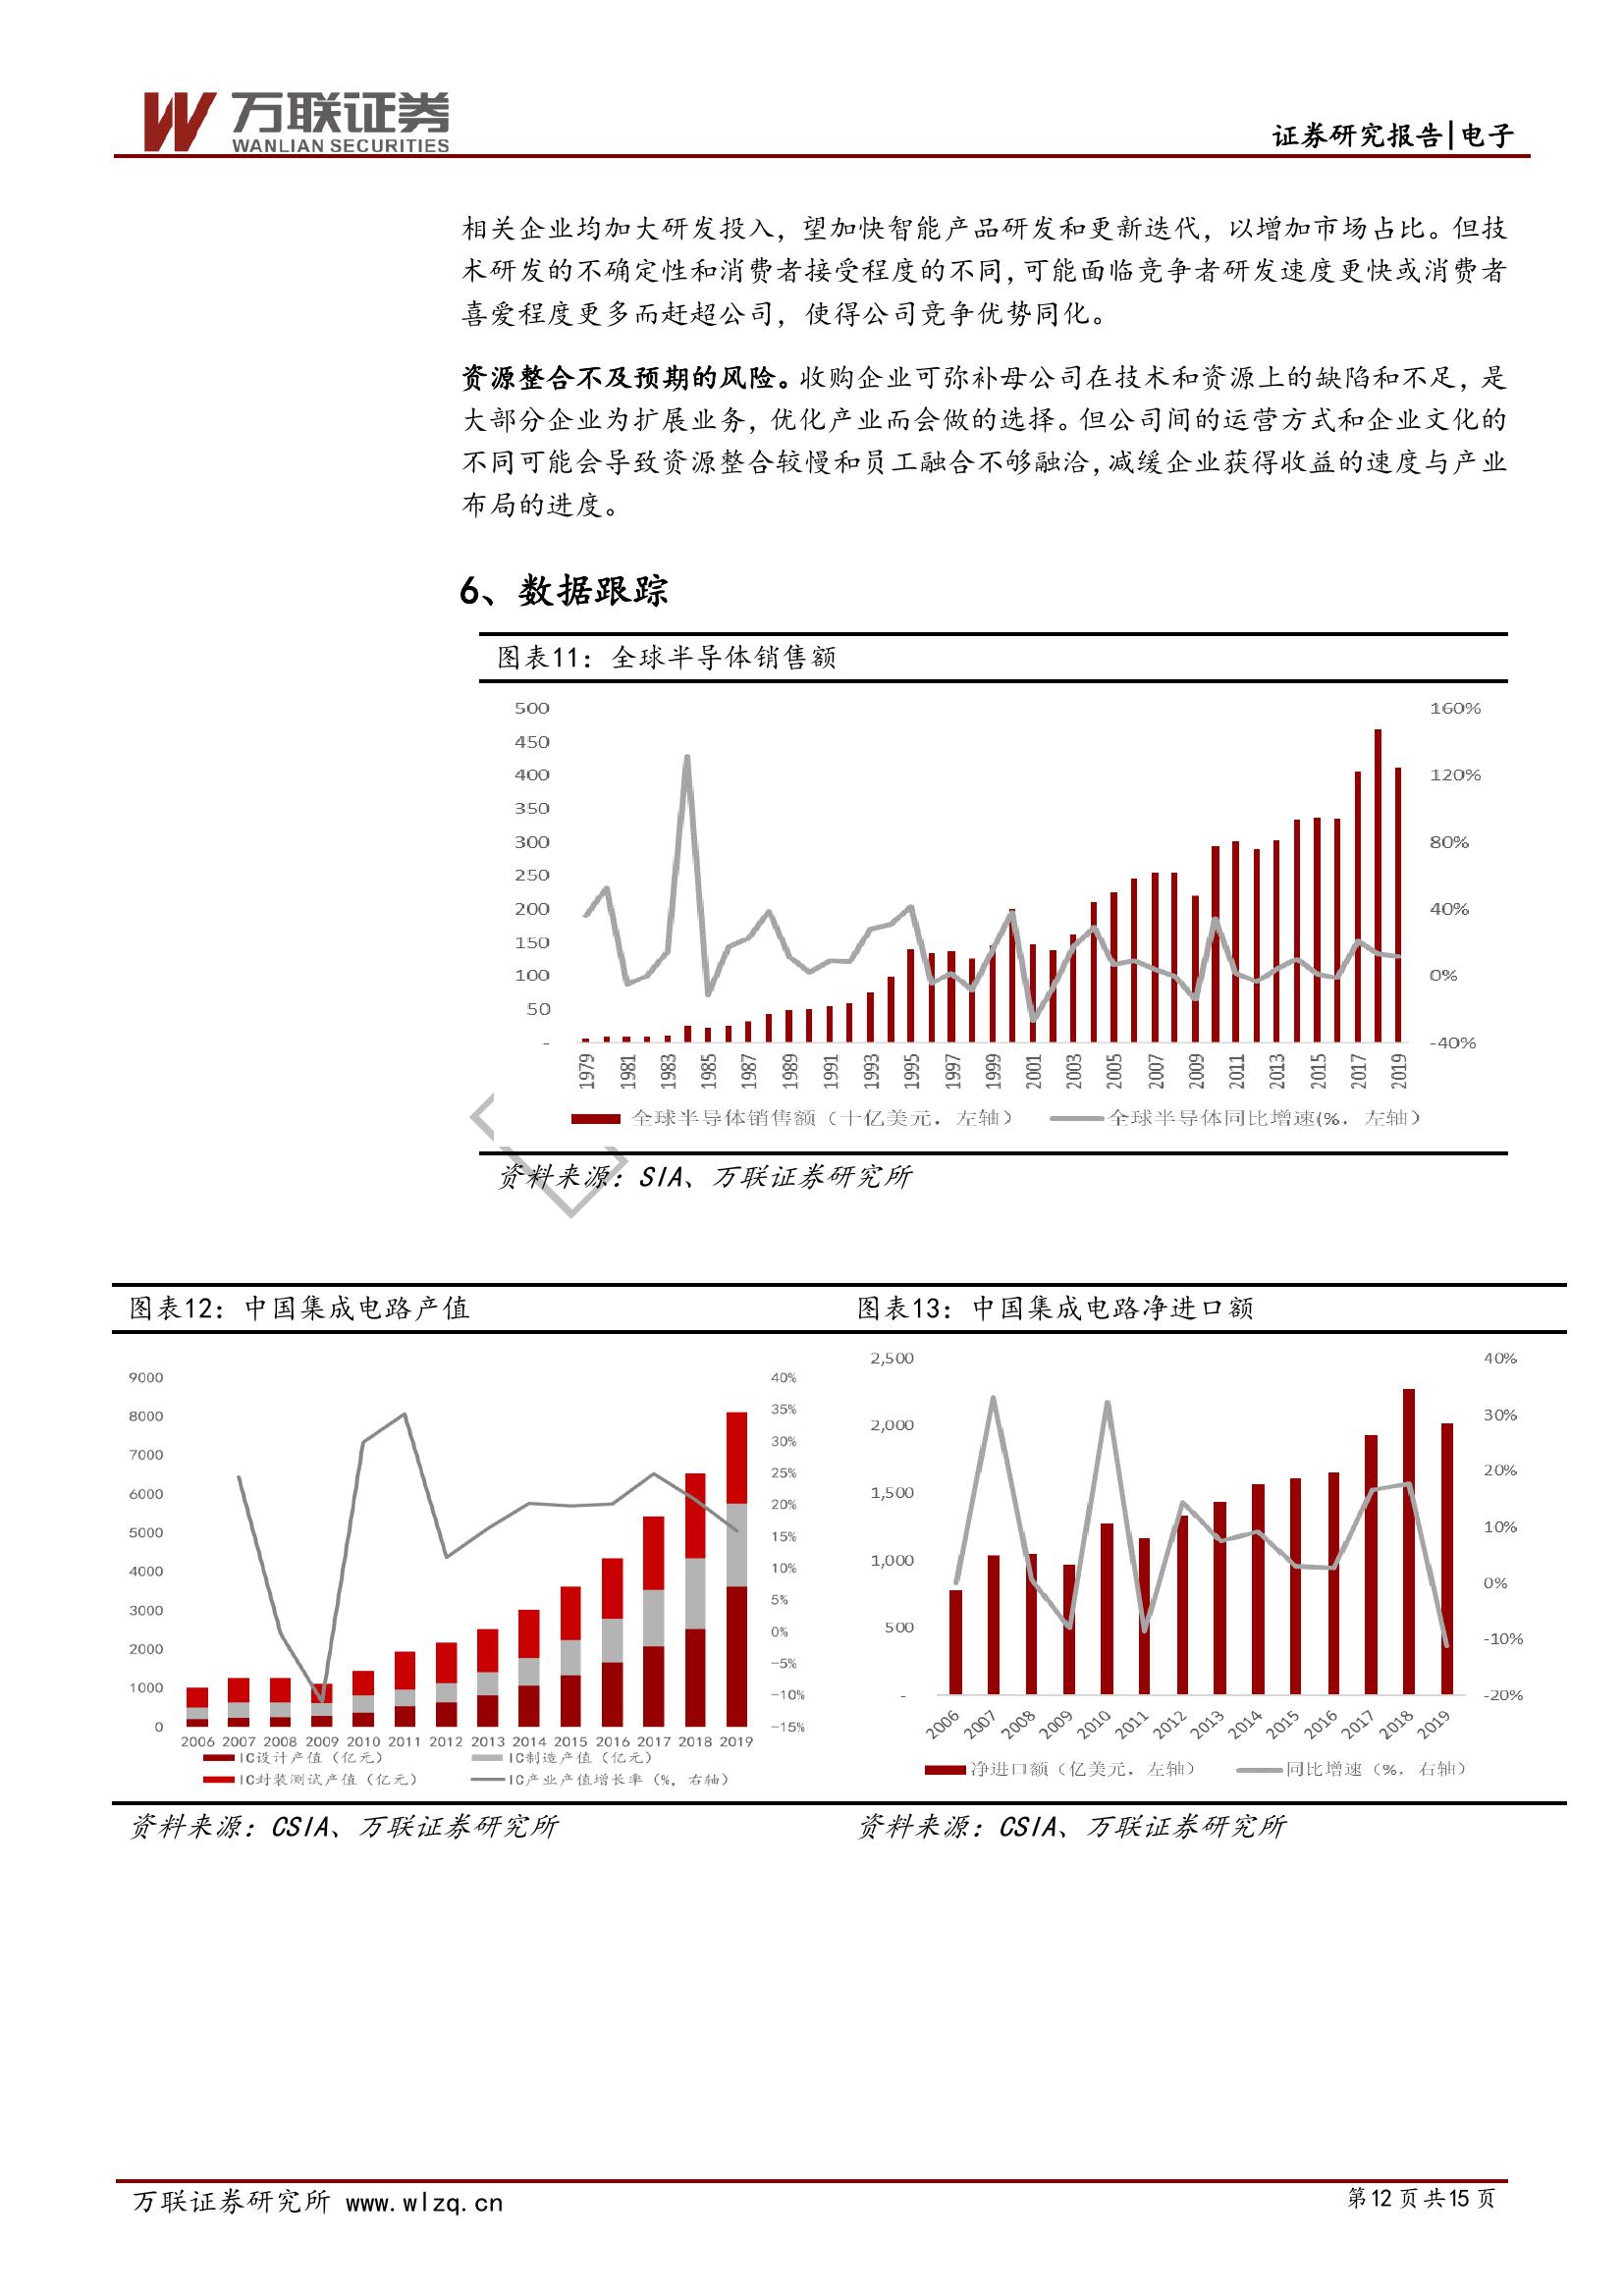 万联证券
WANLIAN SECURITIES
证券研究报告|电子
相关企业均加大研发投入，望加快智能产品研发和更新迭代，以增加市场占比。但技
术研发的不确定性和消费者接受程度的不同，可能面临竞争者研发速度更快或消费者
喜爱程度更多而赶超公司，使得公司竞争优势同化。
资源整合不及预期的风险。收购企业可弥补母公司在技术和资源上的缺陷和不足，是
大部分企业为扩展业务，优化产业而会做的选择。但公司间的运营方式和企业文化的
不同可能会导致资源整合较慢和员工融合不够融洽，减缓企业获得收益的速度与产业
布局的进度。
6、数据跟踪
图表11：全球半导体销售额
500 160%
450
400 120%
350
300 80%
250
200 40%
150
100 0%
50
- -40%
1979 1981 1983 1985 1987 1989 1991 1993 1995 1997 1999 2001 2003 2005 2007 2009 2011 2013 2015 2017 2019
全球半导体销售额（十亿美元，左轴） 全球半导体同比增速(%，左轴）
资料来源：SIA、万联证券研究所
图表12：中国集成电路产值
9000 40%
8000 35%
7000 30%
6000 25%
5000 20%
4000 15%
3000 10%
2000 5%
1000 0%
0 -5%
-10%
-15%
2006 2007 2008 2009 2010 2011 2012 2013 2014 2015 2016 2017 2018 2019
IC设计产值（亿元） IC制造产值（亿元）
IC封装测试产值（亿元） IC产业产值增长率（%，右轴）
资料来源：CSIA、万联证券研究所
图表13：中国集成电路净进口额
2,500 40%
2,000 30%
1,500 20%
1,000 10%
500 0%
- -10%
-20%
2006 2007 2008 2009 2010 2011 2012 2013 2014 2015 2016 2017 2018 2019
净进口额（亿美元，左轴） 同比增速（%，右轴）
资料来源：CSIA、万联证券研究所
万联证券研究所 www.wlzq.cn
第12页共15页